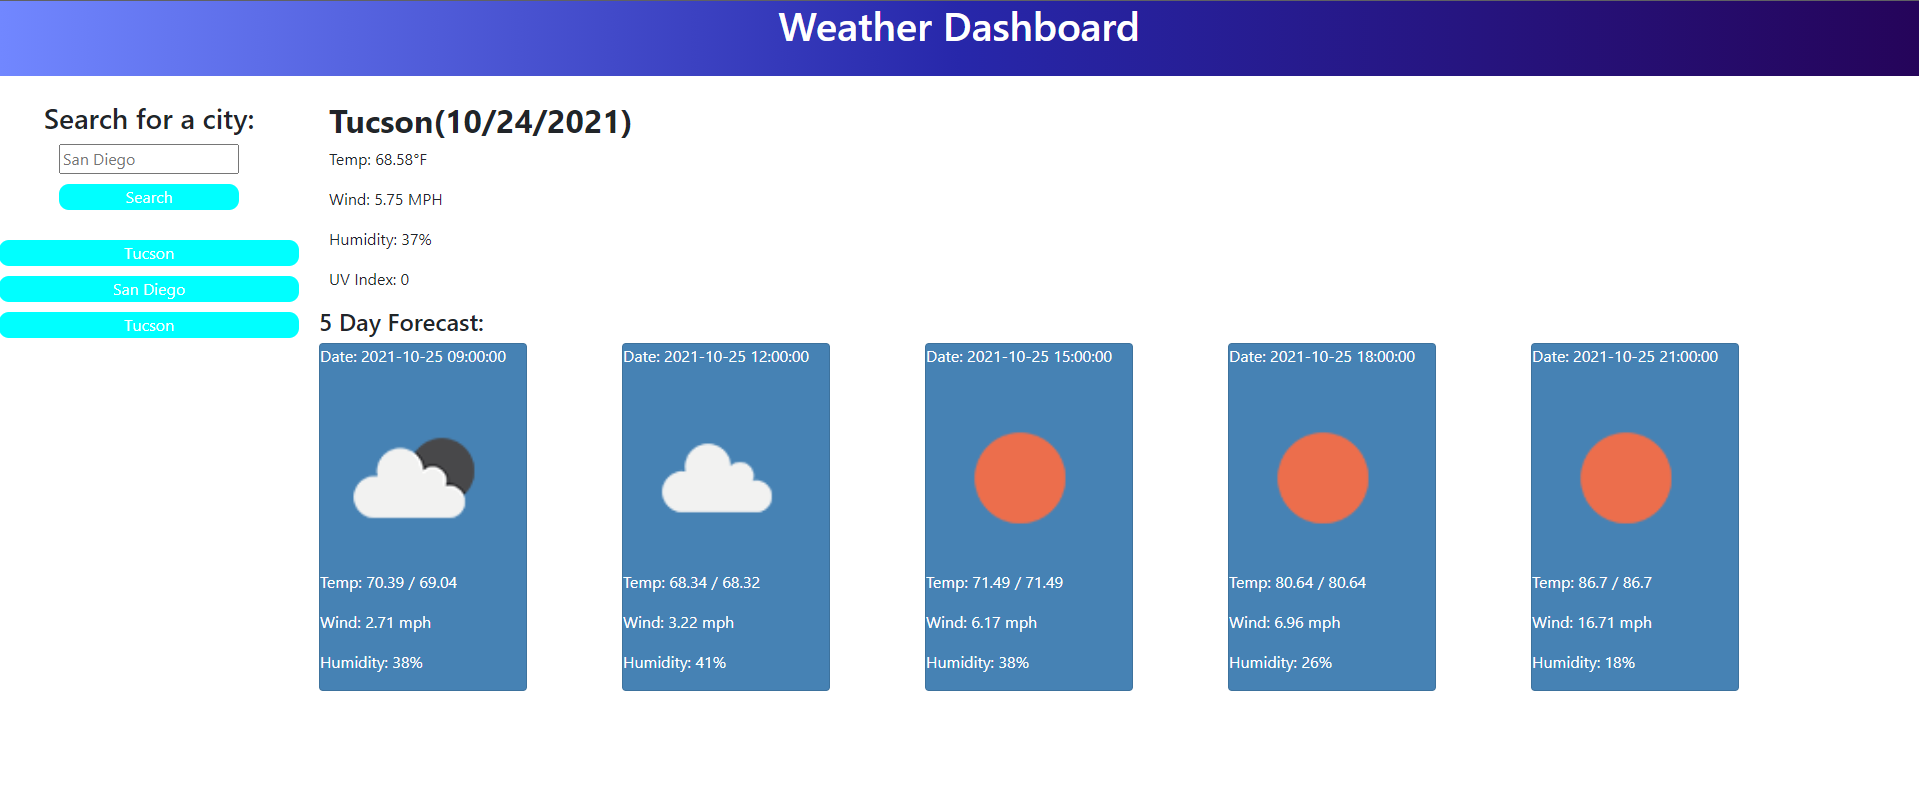 Weather Dashboard
Search for a city:
San Diego
Search
Tucson
San Diego
Tucson
Tucson(10/24/2021)
Temp: 68.58°F
Wind: 5.75 MPH
Humidity: 37%
UV Index: 0
5 Day Forecast:
Date: 2021-10-25 09:00:00
Temp: 70.39 / 69.04
Wind: 2.71 mph
Humidity: 38%
Date: 2021-10-25 12:00:00
Temp: 68.34 / 68.32
Wind: 3.22 mph
Humidity: 41%
Date: 2021-10-25 15:00:00
Temp: 71.49 / 71.49
Wind: 6.17 mph
Humidity: 38%
Date: 2021-10-25 18:00:00
Temp: 80.64 / 80.64
Wind: 6.96 mph
Humidity: 26%
Date: 2021-10-25 21:00:00
Temp: 86.7 / 86.7
Wind: 16.71 mph
Humidity: 18%